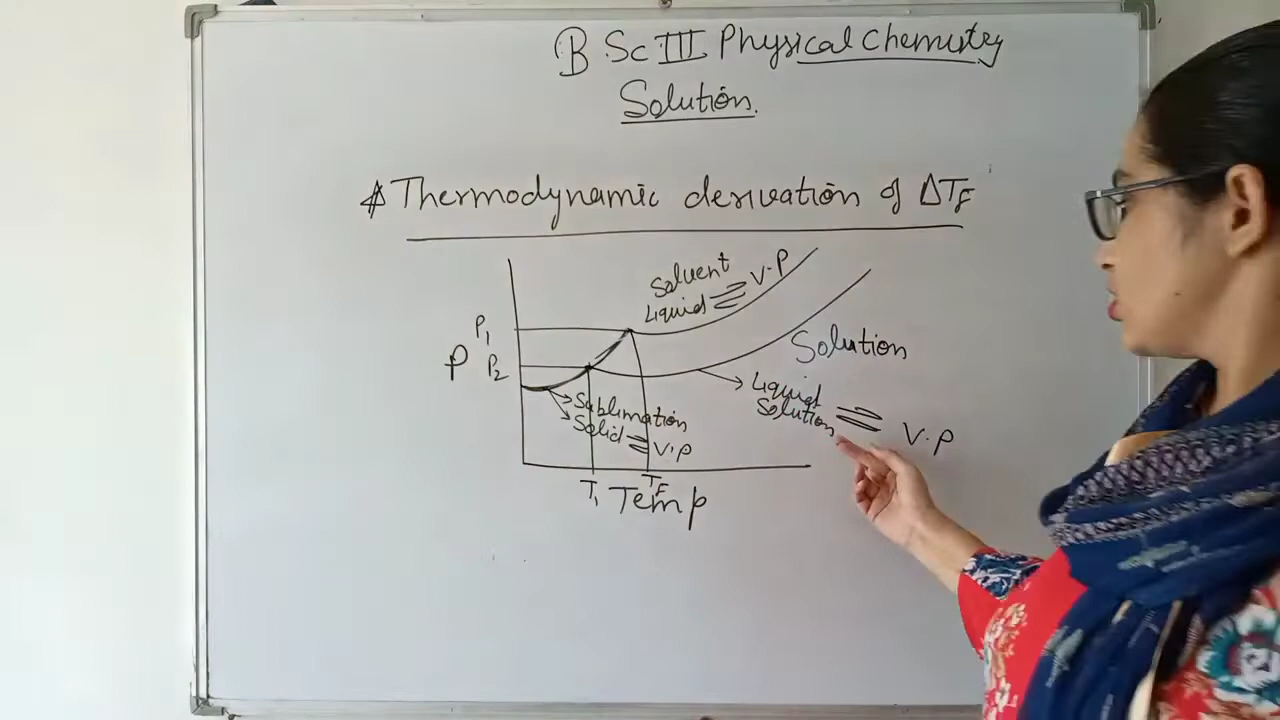 B Sc III Physical Chemistry
Solution.
* Thermodynamic derivation of ΔTf
Solvent
Liquid ⇌ V.P
P1
P
P2
Solution
Liquid
Solution ⇌ V.P
Sublimation
Solid ⇌ V.P
T1
TF
Temp